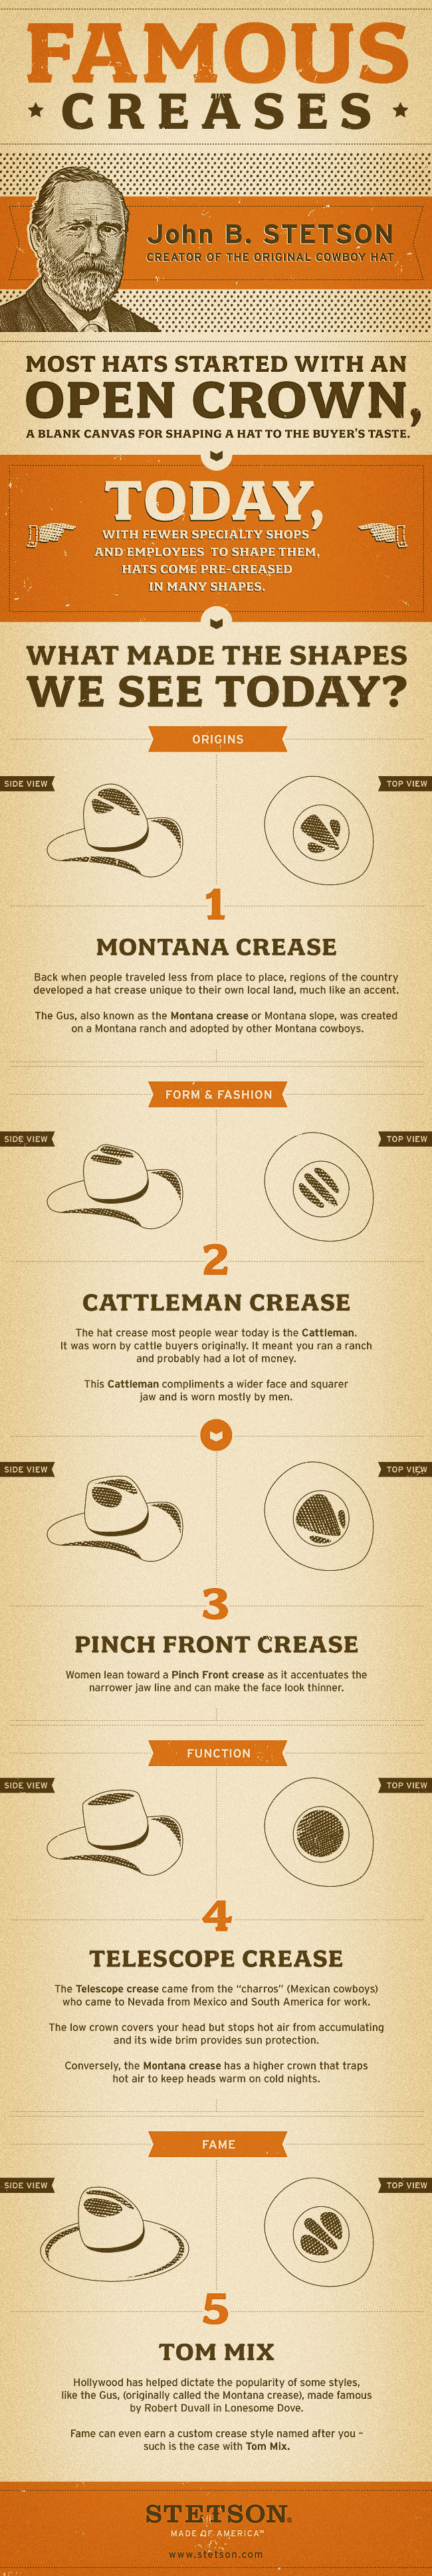 FAMOUS
CREASES
John B. STETSON
CREATOR OF THE ORIGINAL COWBOY HAT
MOST HATS STARTED WITH AN
OPEN CROWN,
A BLANK CANVAS FOR SHAPING A HAT TO THE BUYER'S TASTE.
TODAY,
WITH FEWER SPECIALTY SHOPS
AND EMPLOYEES TO SHAPE THEM,
HATS COME PRE-CREASED
IN MANY SHAPES.
WHAT MADE THE SHAPES
WE SEE TODAY?
ORIGINS
SIDE VIEW
TOP VIEW
1
MONTANA CREASE
Back when people traveled less from place to place, regions of the country
developed a hat crease unique to their own local land, much like an accent.
The Gus, also known as the Montana crease or Montana slope, was created
on a Montana ranch and adopted by other Montana cowboys.
FORM & FASHION
SIDE VIEW
TOP VIEW
2
CATTLEMAN CREASE
The hat crease most people wear today is the Cattleman.
It was worn by cattle buyers originally. It meant you ran a ranch
and probably had a lot of money.
This Cattleman compliments a wider face and squarer
jaw and is worn mostly by men.
SIDE VIEW
TOP VIEW
3
PINCH FRONT CREASE
Women lean toward a Pinch Front crease as it accentuates the
narrower jaw line and can make the face look thinner.
FUNCTION
SIDE VIEW
TOP VIEW
4
TELESCOPE CREASE
The Telescope crease came from the “charros” (Mexican cowboys)
who came to Nevada from Mexico and South America for work.
The low crown covers your head but stops hot air from accumulating
and its wide brim provides sun protection.
Conversely, the Montana crease has a higher crown that traps
hot air to keep heads warm on cold nights.
FAME
SIDE VIEW
TOP VIEW
5
TOM MIX
Hollywood has helped dictate the popularity of some styles,
like the Gus, (originally called the Montana crease), made famous
by Robert Duvall in Lonesome Dove.
Fame can even earn a custom crease style named after you –
such is the case with Tom Mix.
STETSON®
MADE OF AMERICA™
www.stetson.com